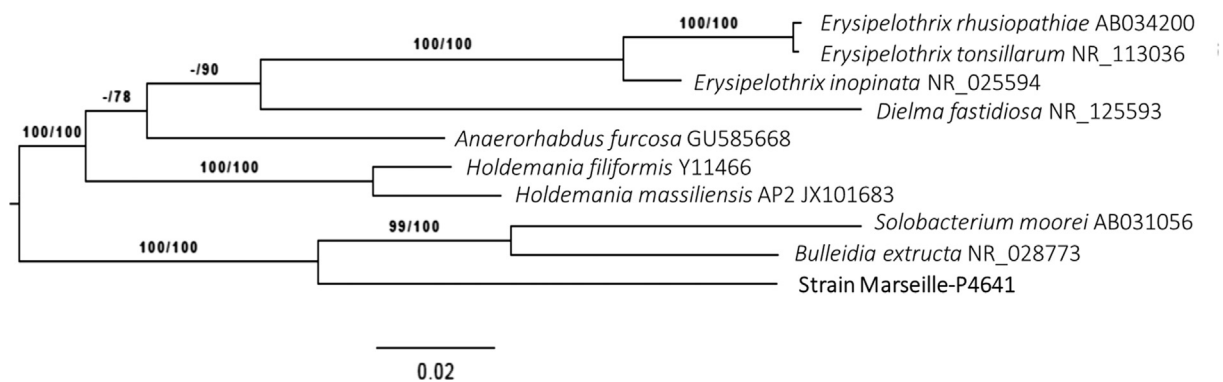 100/100
Erysipelothrix rhusiopathiae AB034200
100/100
Erysipelothrix tonsillarum NR_113036
-/90
Erysipelothrix inopinata NR_025594
-/78
Dielma fastidiosa NR_125593
100/100
Anaerorhabdus furcosa GU585668
100/100
Holdemania filiformis Y11466
Holdemania massiliensis AP2 JX101683
99/100
Solobacterium moorei AB031056
100/100
Bulleidia extructa NR_028773
Strain Marseille-P4641
0.02